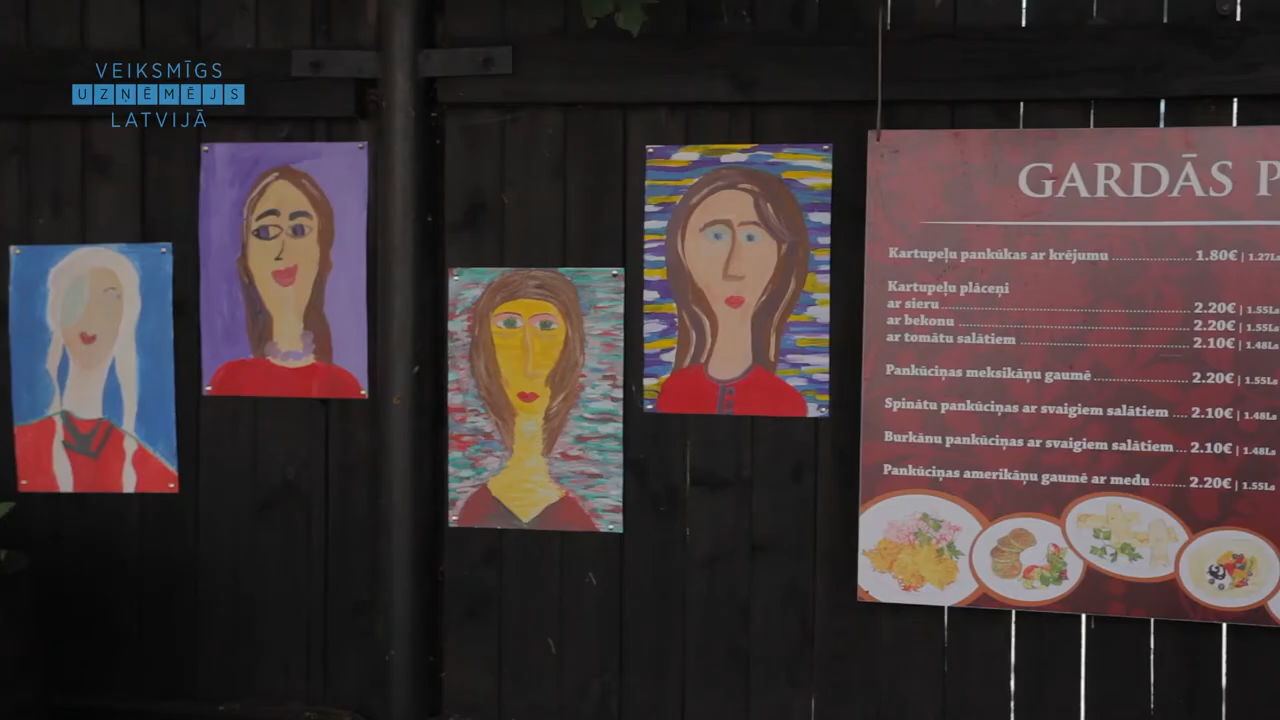 VEIKSMĪGS
UZŅĒMĒJS
LATVIJĀ
GARDĀS P
Kartupeļu pankūkas ar krējumu ........................ 1.80€ | 1.27Ls
Kartupeļu plāceņi
ar sieru ........................ 2.20€ | 1.55Ls
ar bekonu ........................ 2.20€ | 1.55Ls
ar tomātu salātiem ........................ 2.10€ | 1.48Ls
Pankūciņas meksikāņu gaumē ........................ 2.20€ | 1.55Ls
Spinātu pankūciņas ar svaigiem salātiem .... 2.10€ | 1.48Ls
Burkānu pankūciņas ar svaigiem salātiem ... 2.10€ | 1.48Ls
Pankūciņas amerikāņu gaumē ar medu ......... 2.20€ | 1.55Ls